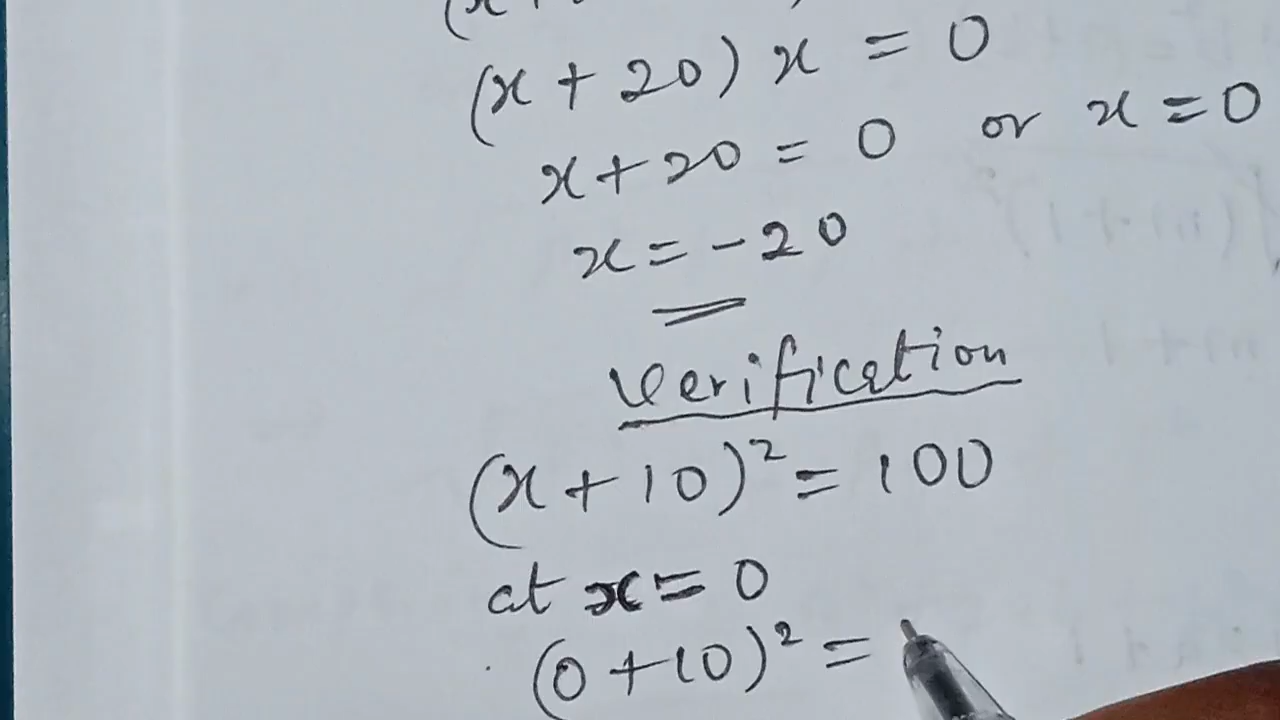 (x + 20) x = 0
x + 20 = 0 or x = 0
x = - 20
Verification
(x + 10)² = 100
at x = 0
(0 + 10)² =